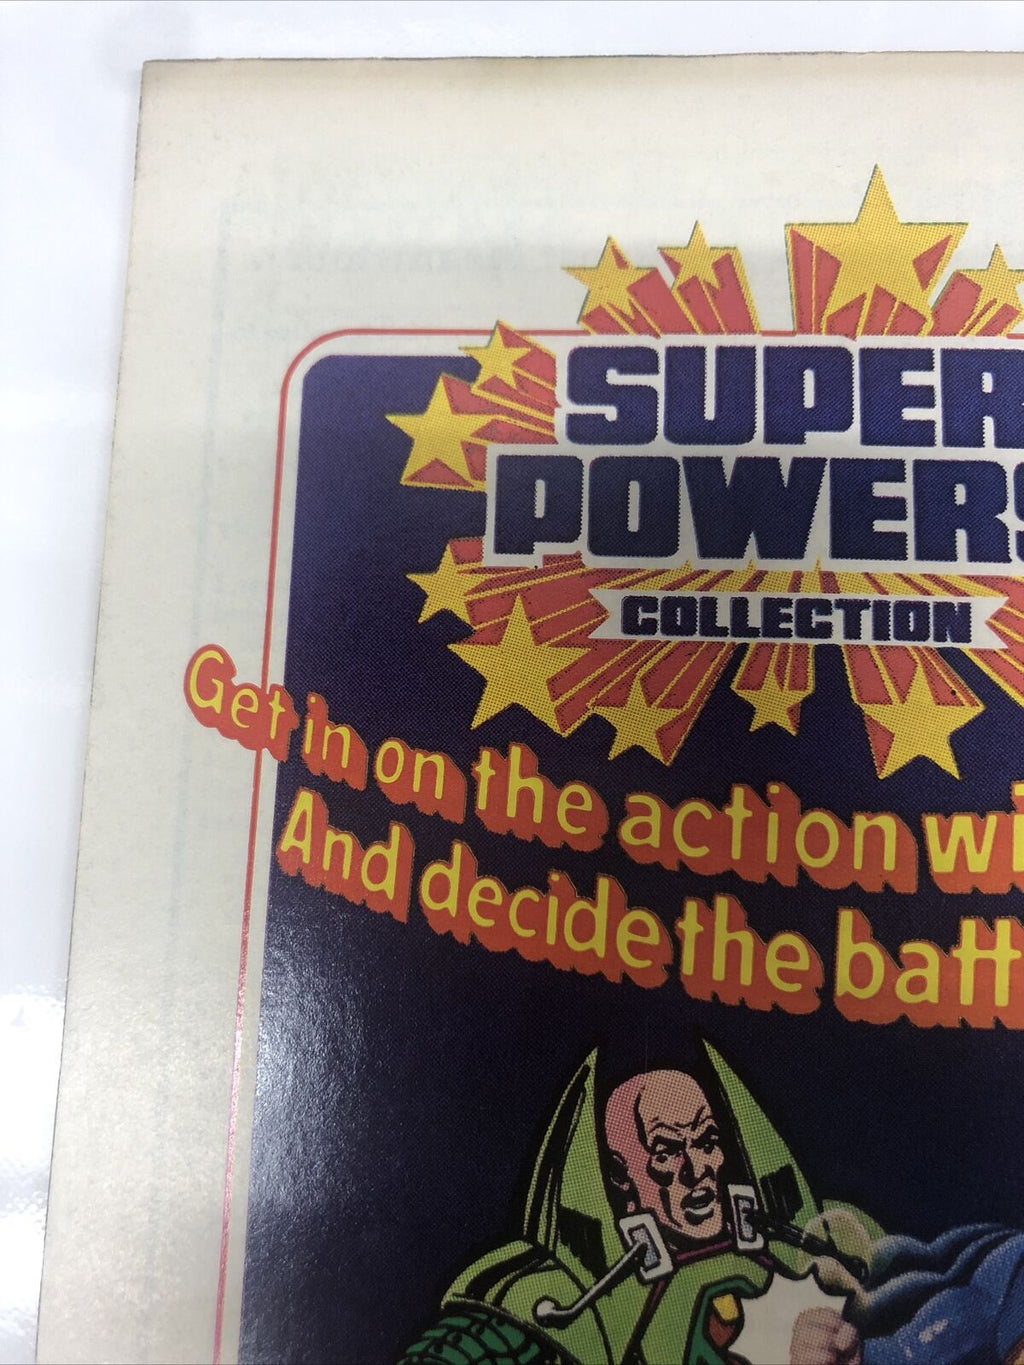 SUPER
POWERS
COLLECTION
Get in on the action wi
And decide the batt